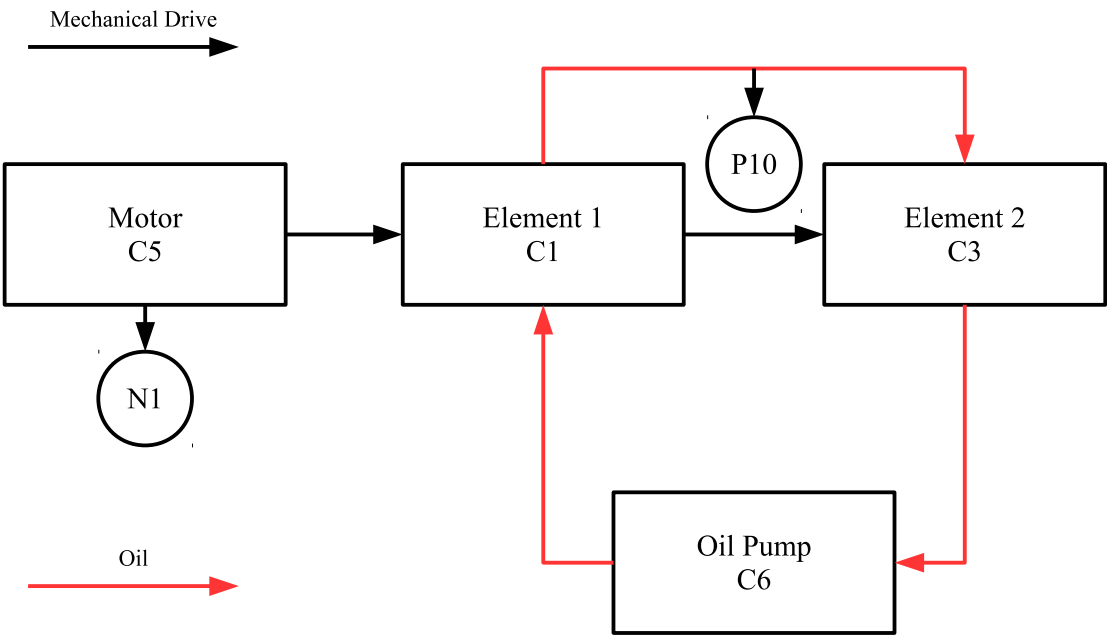 Mechanical Drive
P10
Motor
C5
Element 1
C1
Element 2
C3
N1
Oil
Oil Pump
C6